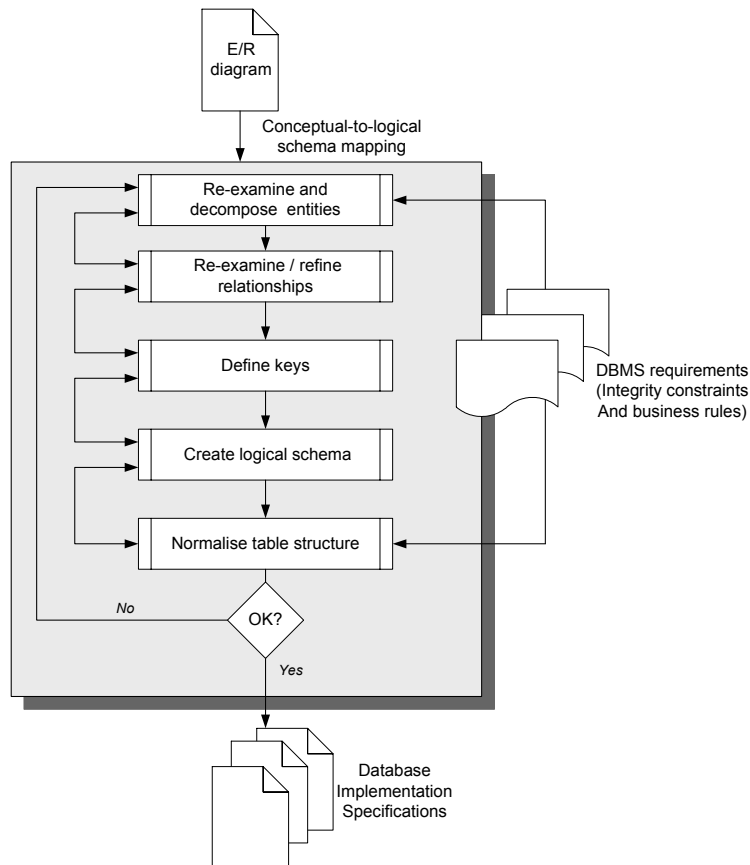 E/R
diagram
Conceptual-to-logical
schema mapping
Re-examine and
decompose entities
Re-examine / refine
relationships
Define keys
DBMS requirements
(Integrity constraints
And business rules)
Create logical schema
Normalise table structure
No
OK?
Yes
Database
Implementation
Specifications